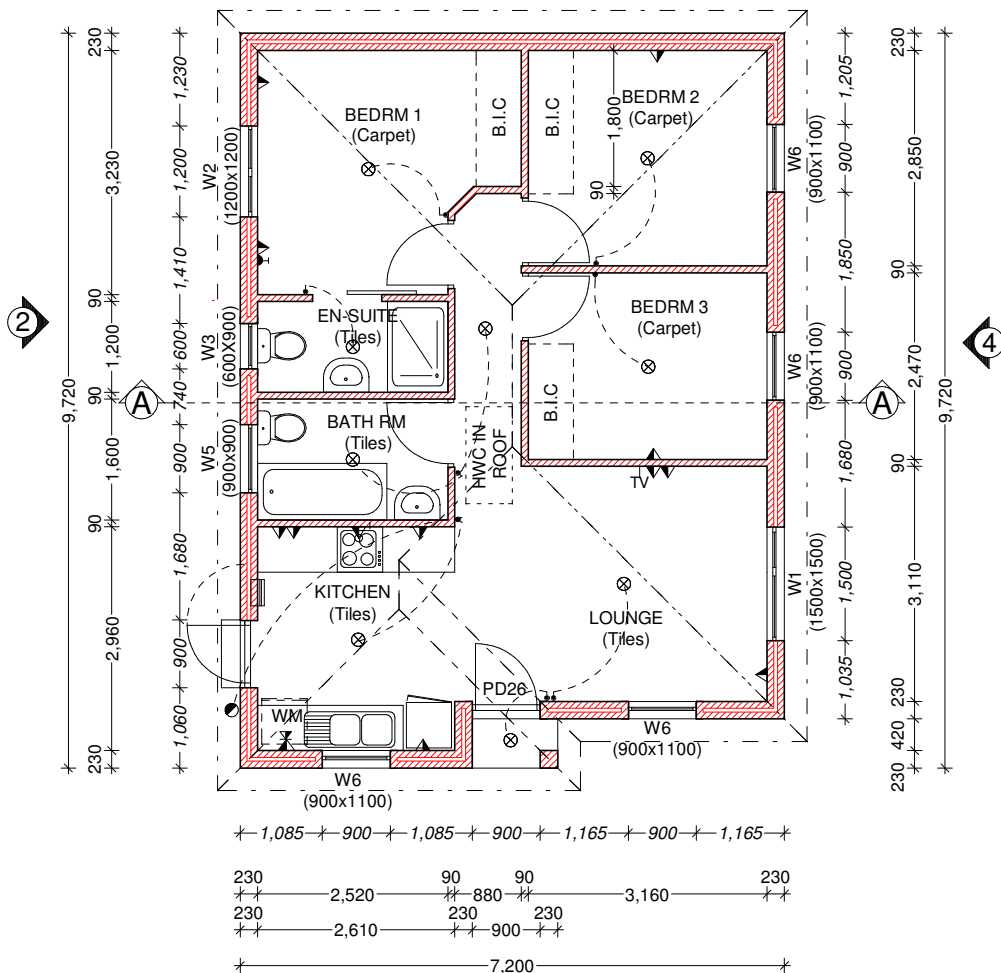 BEDRM 1
(Carpet)
B.I.C
B.I.C
BEDRM 2
(Carpet)
1,800
90
W2
(1200x1200)
W6
(900x1100)
EN-SUITE
(Tiles)
BEDRM 3
(Carpet)
W3
(600X900)
W6
(900x1100)
2
4
A
A
BATH RM
(Tiles)
HWC IN
ROOF
B.I.C
W5
(900x900)
TV
KITCHEN
(Tiles)
LOUNGE
(Tiles)
W1
(1500x1500)
PD26
WM
W6
(900x1100)
W6
(900x1100)
9,720
230
3,230
90
1,200
90
1,600
90
2,960
230
1,230
1,200
1,410
600
740
900
1,680
900
1,060
1,205
900
1,850
900
1,680
1,500
1,035
230
2,850
90
2,470
90
3,110
230
420
230
9,720
1,085
900
1,085
900
1,165
900
1,165
230
2,520
90
880
90
3,160
230
230
2,610
230
900
230
7,200